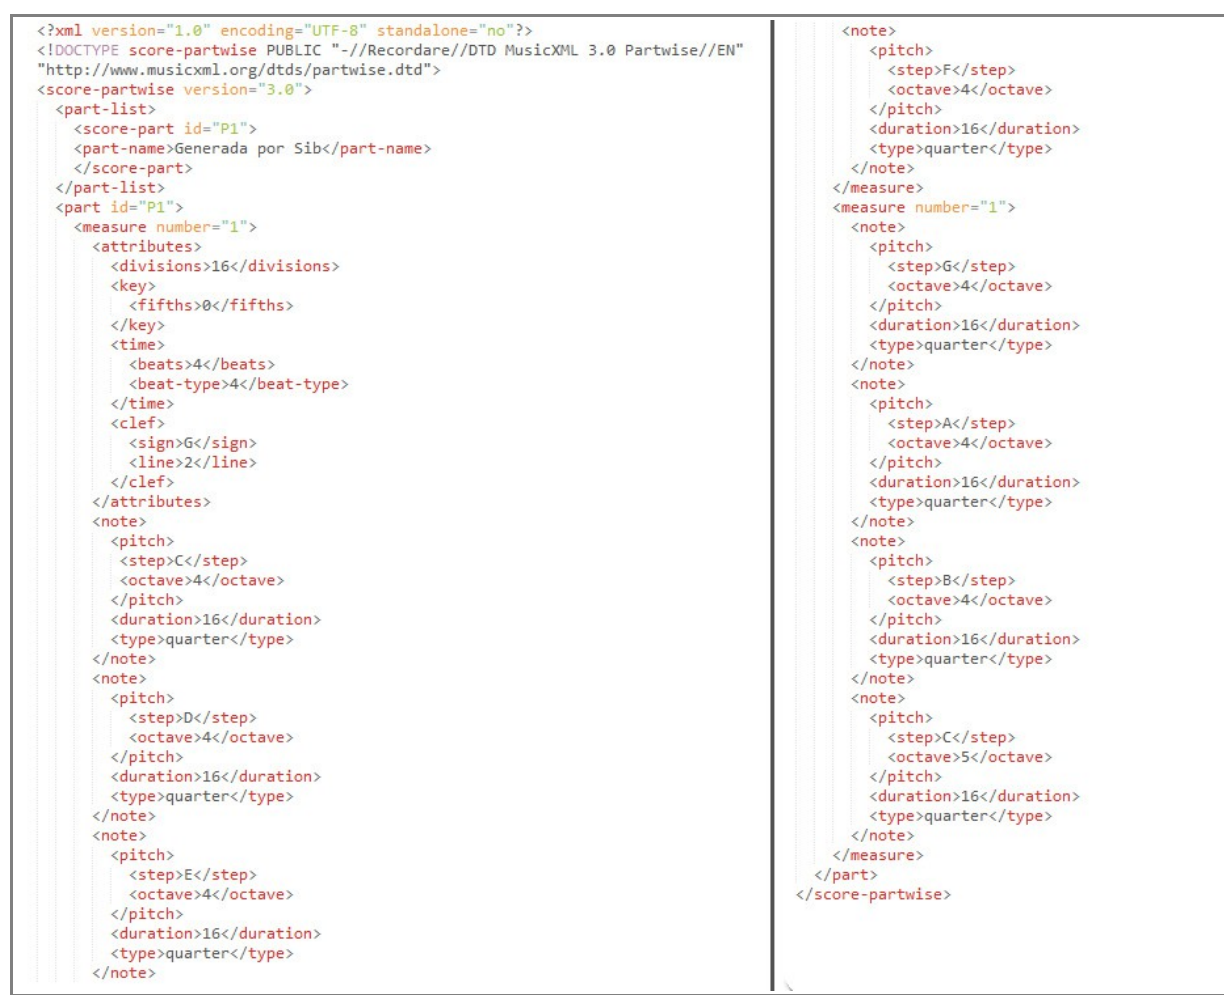 <?xml version="1.0" encoding="UTF-8" standalone="no"?>
<!DOCTYPE score-partwise PUBLIC "-//Recordare//DTD MusicXML 3.0 Partwise//EN"
"http://www.musicxml.org/dtds/partwise.dtd">
<score-partwise version="3.0">
<part-list>
<score-part id="P1">
<part-name>Generada por Sib</part-name>
</score-part>
</part-list>
<part id="P1">
<measure number="1">
<attributes>
<divisions>16</divisions>
<key>
<fifths>0</fifths>
</key>
<time>
<beats>4</beats>
<beat-type>4</beat-type>
</time>
<clef>
<sign>G</sign>
<line>2</line>
</clef>
</attributes>
<note>
<pitch>
<step>C</step>
<octave>4</octave>
</pitch>
<duration>16</duration>
<type>quarter</type>
</note>
<note>
<pitch>
<step>D</step>
<octave>4</octave>
</pitch>
<duration>16</duration>
<type>quarter</type>
</note>
<note>
<pitch>
<step>E</step>
<octave>4</octave>
</pitch>
<duration>16</duration>
<type>quarter</type>
</note>
<note>
<pitch>
<step>F</step>
<octave>4</octave>
</pitch>
<duration>16</duration>
<type>quarter</type>
</note>
</measure>
<measure number="1">
<note>
<pitch>
<step>G</step>
<octave>4</octave>
</pitch>
<duration>16</duration>
<type>quarter</type>
</note>
<note>
<pitch>
<step>A</step>
<octave>4</octave>
</pitch>
<duration>16</duration>
<type>quarter</type>
</note>
<note>
<pitch>
<step>B</step>
<octave>4</octave>
</pitch>
<duration>16</duration>
<type>quarter</type>
</note>
<note>
<pitch>
<step>C</step>
<octave>5</octave>
</pitch>
<duration>16</duration>
<type>quarter</type>
</note>
</measure>
</part>
</score-partwise>